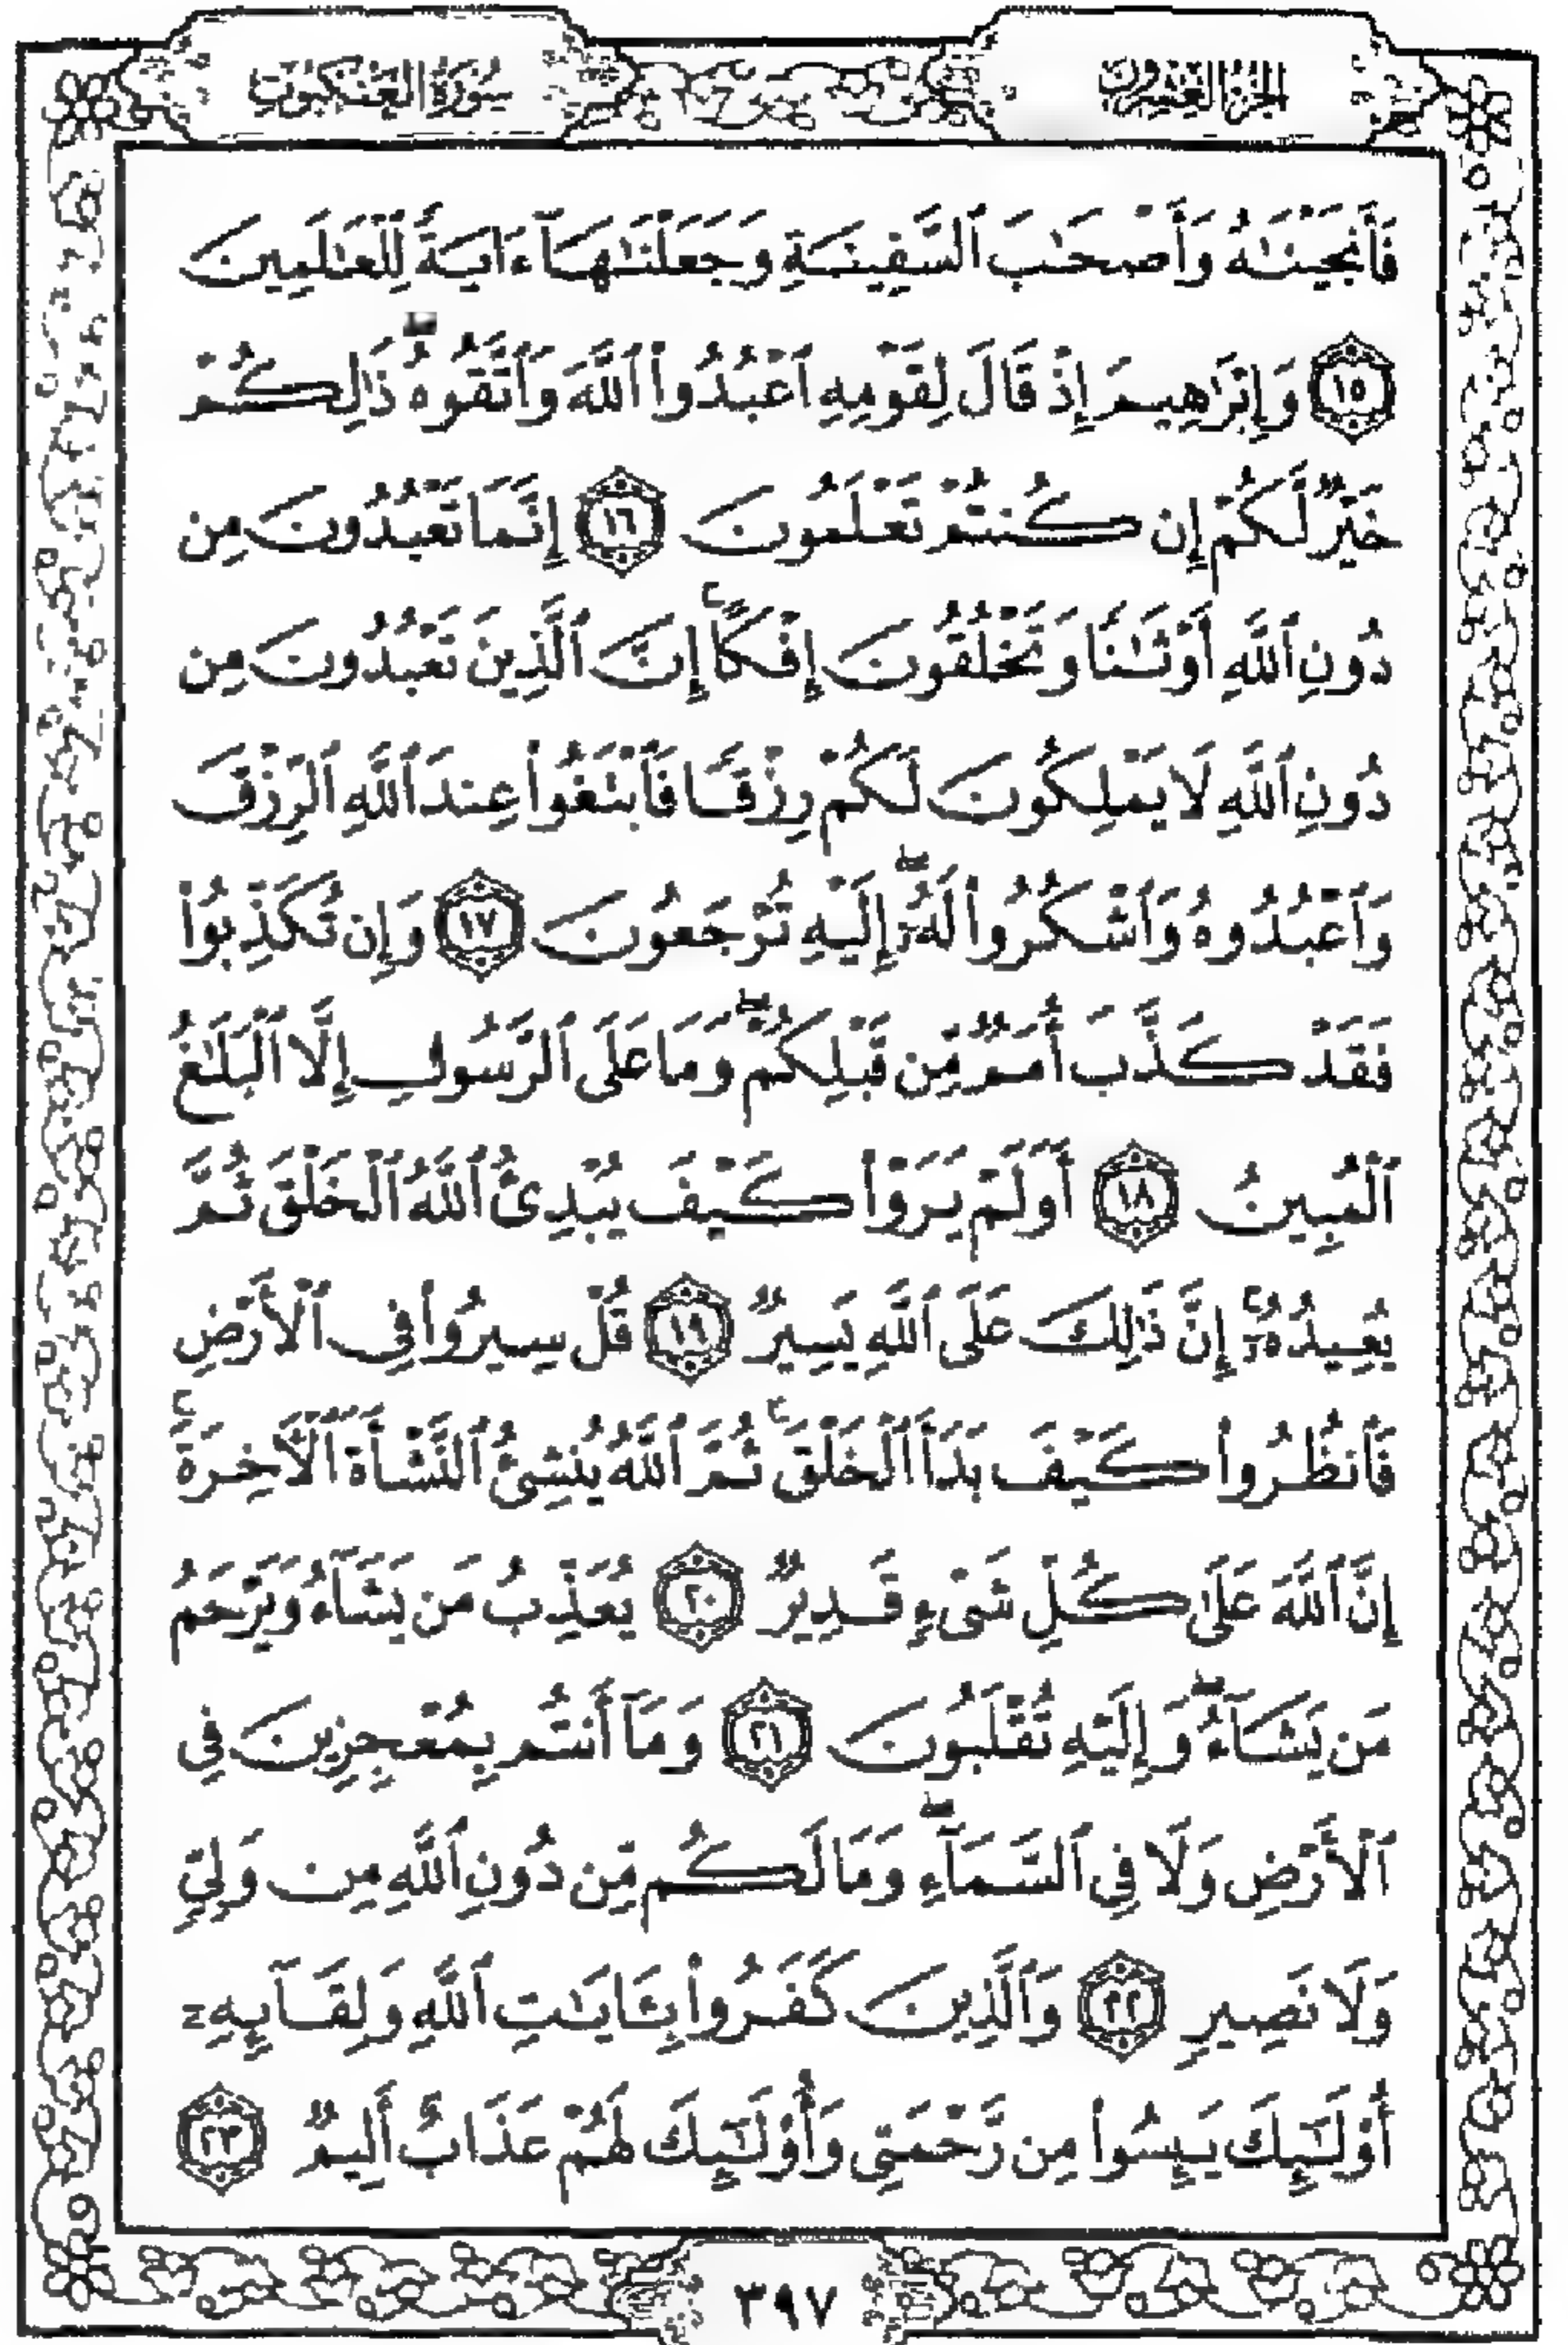 الجزء العشرون
سورة العنكبوت
فَأَنجَيْنَٰهُ وَأَصْحَٰبَ ٱلسَّفِينَةِ وَجَعَلْنَٰهَآ ءَايَةً لِّلْعَٰلَمِينَ
١٥ وَإِبْرَٰهِيمَ إِذْ قَالَ لِقَوْمِهِ ٱعْبُدُوا۟ ٱللَّهَ وَٱتَّقُوهُ ۖ ذَٰلِكُمْ
خَيْرٌ لَّكُمْ إِن كُنتُمْ تَعْلَمُونَ ١٦ إِنَّمَا تَعْبُدُونَ مِن
دُونِ ٱللَّهِ أَوْثَٰنًا وَتَخْلُقُونَ إِفْكًا ۚ إِنَّ ٱلَّذِينَ تَعْبُدُونَ مِن
دُونِ ٱللَّهِ لَا يَمْلِكُونَ لَكُمْ رِزْقًا فَٱبْتَغُوا۟ عِندَ ٱللَّهِ ٱلرِّزْقَ
وَٱعْبُدُوهُ وَٱشْكُرُوا۟ لَهُۥٓ ۖ إِلَيْهِ تُرْجَعُونَ ١٧ وَإِن تُكَذِّبُوا۟
فَقَدْ كَذَّبَ أُمَمٌ مِّن قَبْلِكُمْ ۖ وَمَا عَلَى ٱلرَّسُولِ إِلَّا ٱلْبَلَٰغُ
ٱلْمُبِينُ ١٨ أَوَلَمْ يَرَوْا۟ كَيْفَ يُبْدِئُ ٱللَّهُ ٱلْخَلْقَ ثُمَّ
يُعِيدُهُۥٓ ۚ إِنَّ ذَٰلِكَ عَلَى ٱللَّهِ يَسِيرٌ ١٩ قُلْ سِيرُوا۟ فِى ٱلْأَرْضِ
فَٱنظُرُوا۟ كَيْفَ بَدَأَ ٱلْخَلْقَ ۚ ثُمَّ ٱللَّهُ يُنشِئُ ٱلنَّشْأَةَ ٱلْءَاخِرَةَ ۚ
إِنَّ ٱللَّهَ عَلَىٰ كُلِّ شَىْءٍ قَدِيرٌ ٢٠ يُعَذِّبُ مَن يَشَآءُ وَيَرْحَمُ
مَن يَشَآءُ ۖ وَإِلَيْهِ تُقْلَبُونَ ٢١ وَمَآ أَنتُم بِمُعْجِزِينَ فِى
ٱلْأَرْضِ وَلَا فِى ٱلسَّمَآءِ ۖ وَمَا لَكُم مِّن دُونِ ٱللَّهِ مِن وَلِىٍّ
وَلَا نَصِيرٍ ٢٢ وَٱلَّذِينَ كَفَرُوا۟ بِـَٔايَٰتِ ٱللَّهِ وَلِقَآئِهِۦٓ
أُو۟لَٰٓئِكَ يَئِسُوا۟ مِن رَّحْمَتِى وَأُو۟لَٰٓئِكَ لَهُمْ عَذَابٌ أَلِيمٌ ٢٣
٣٩٧